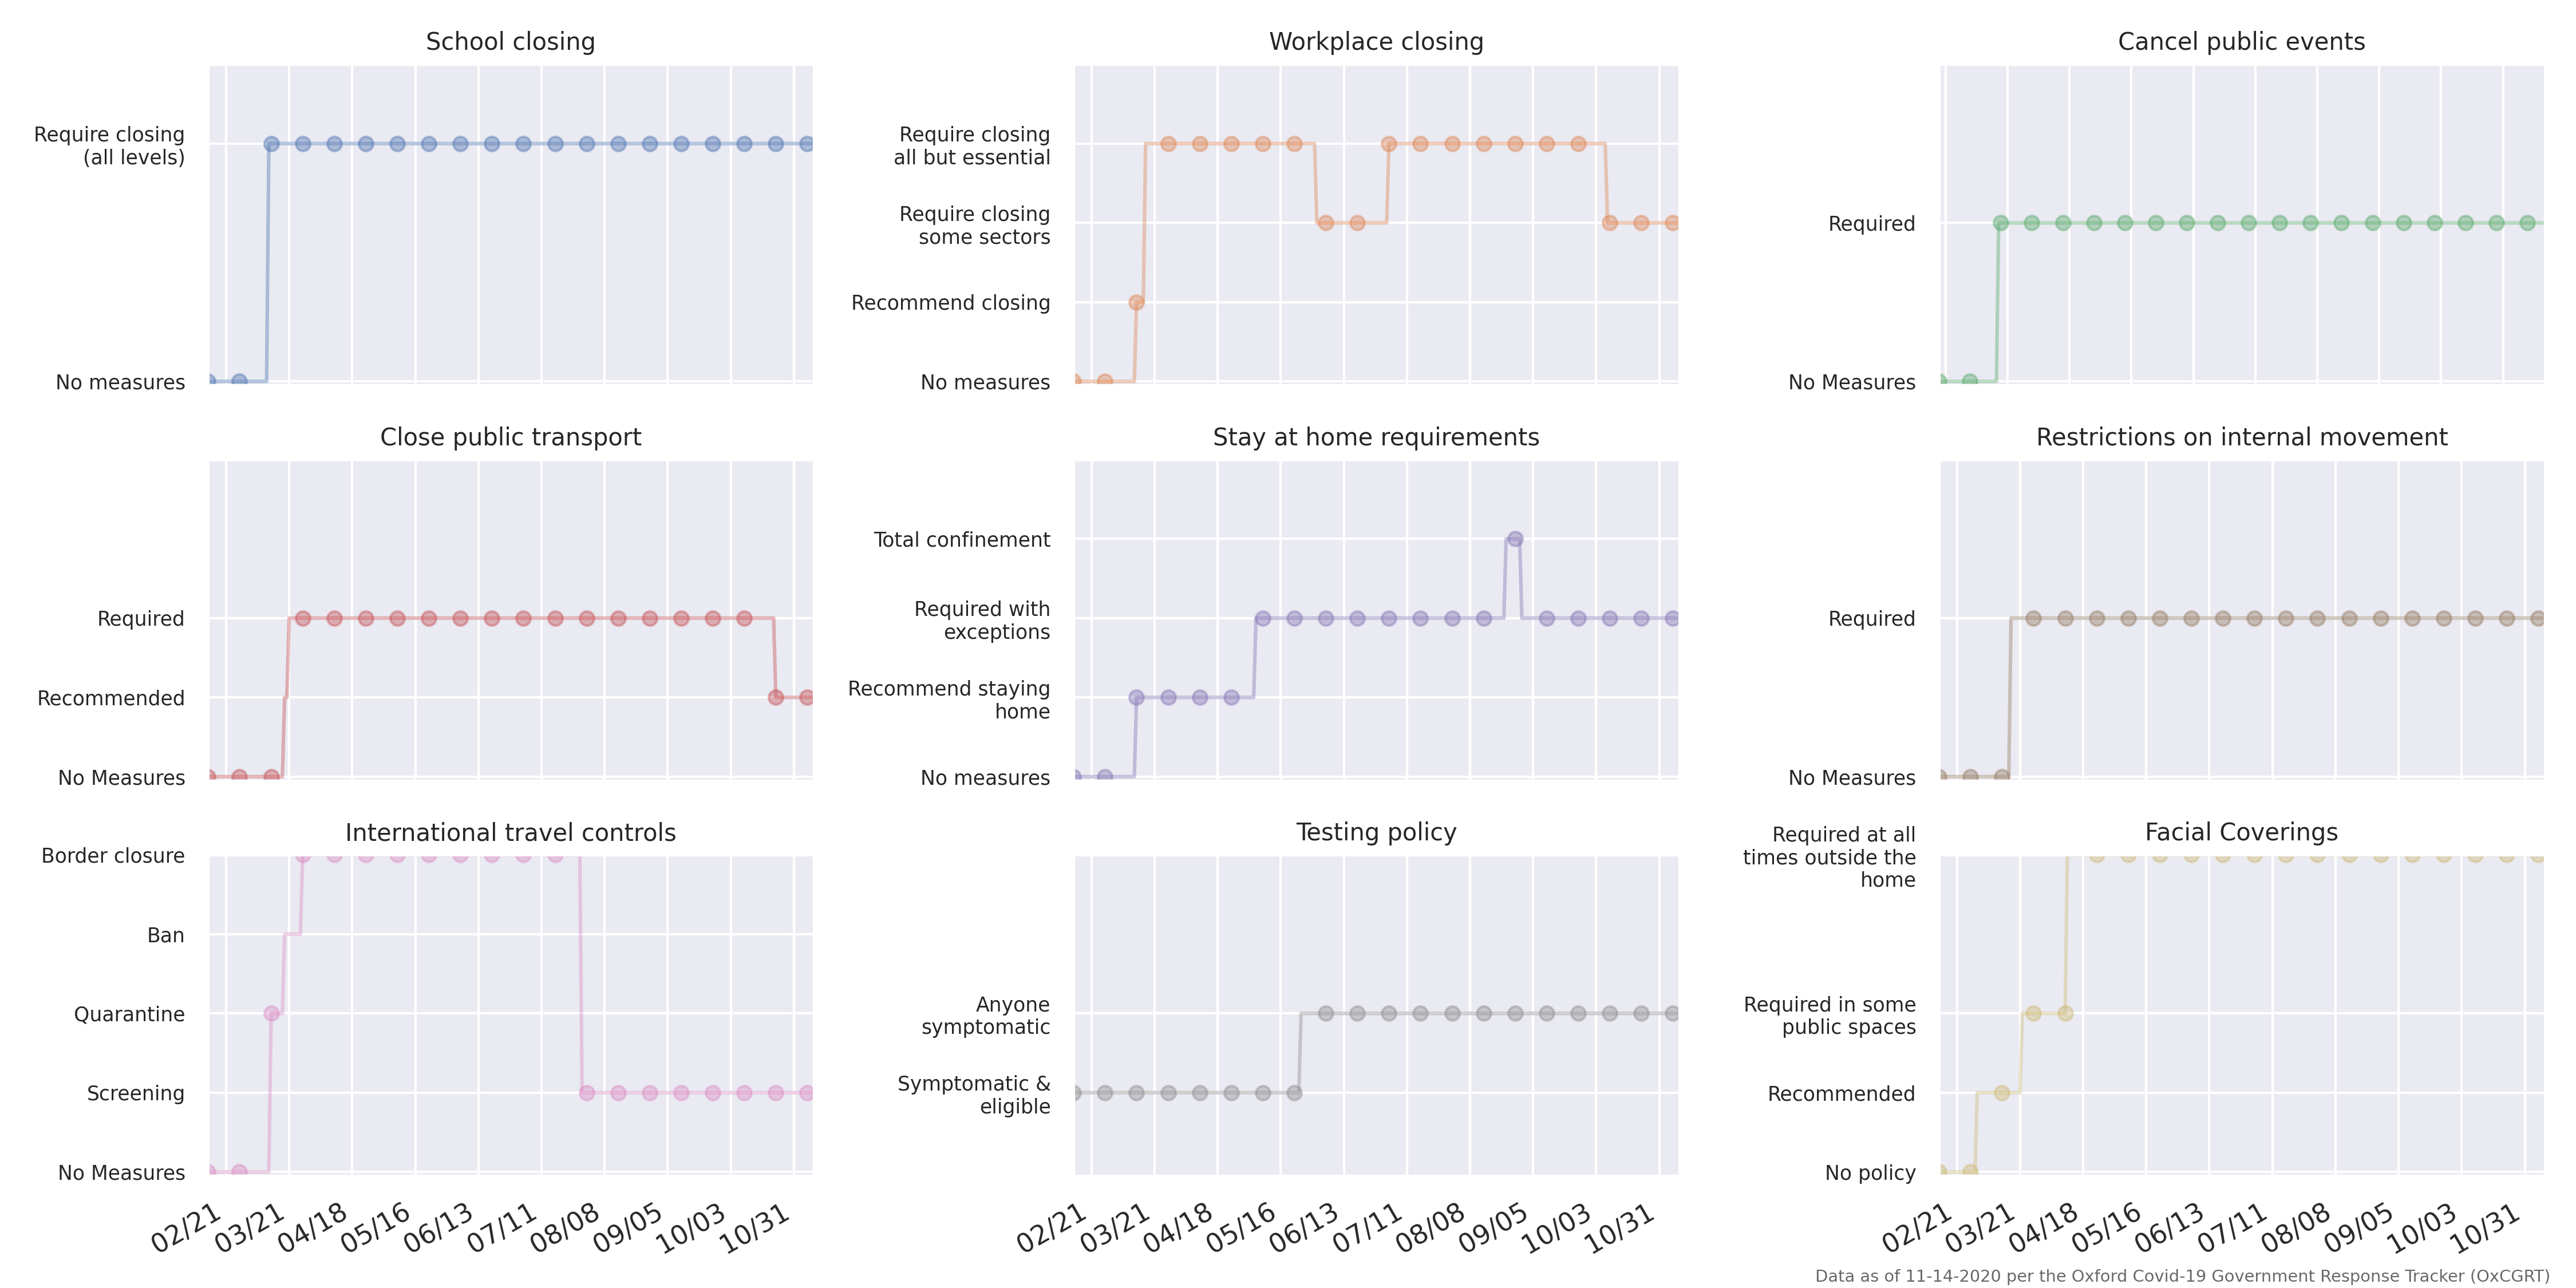 School closing
Require closing
(all levels)
No measures
Workplace closing
Require closing
all but essential
Require closing
some sectors
Recommend closing
No measures
Cancel public events
Required
No Measures
Close public transport
Required
Recommended
No Measures
Stay at home requirements
Total confinement
Required with
exceptions
Recommend staying
home
No measures
Restrictions on internal movement
Required
No Measures
International travel controls
Border closure
Ban
Quarantine
Screening
No Measures
02/21 03/21 04/18 05/16 06/13 07/11 08/08 09/05 10/03 10/31
Testing policy
Anyone
symptomatic
Symptomatic &
eligible
02/21 03/21 04/18 05/16 06/13 07/11 08/08 09/05 10/03 10/31
Facial Coverings
Required at all
times outside the
home
Required in some
public spaces
Recommended
No policy
02/21 03/21 04/18 05/16 06/13 07/11 08/08 09/05 10/03 10/31
Data as of 11-14-2020 per the Oxford Covid-19 Government Response Tracker (OxCGRT)